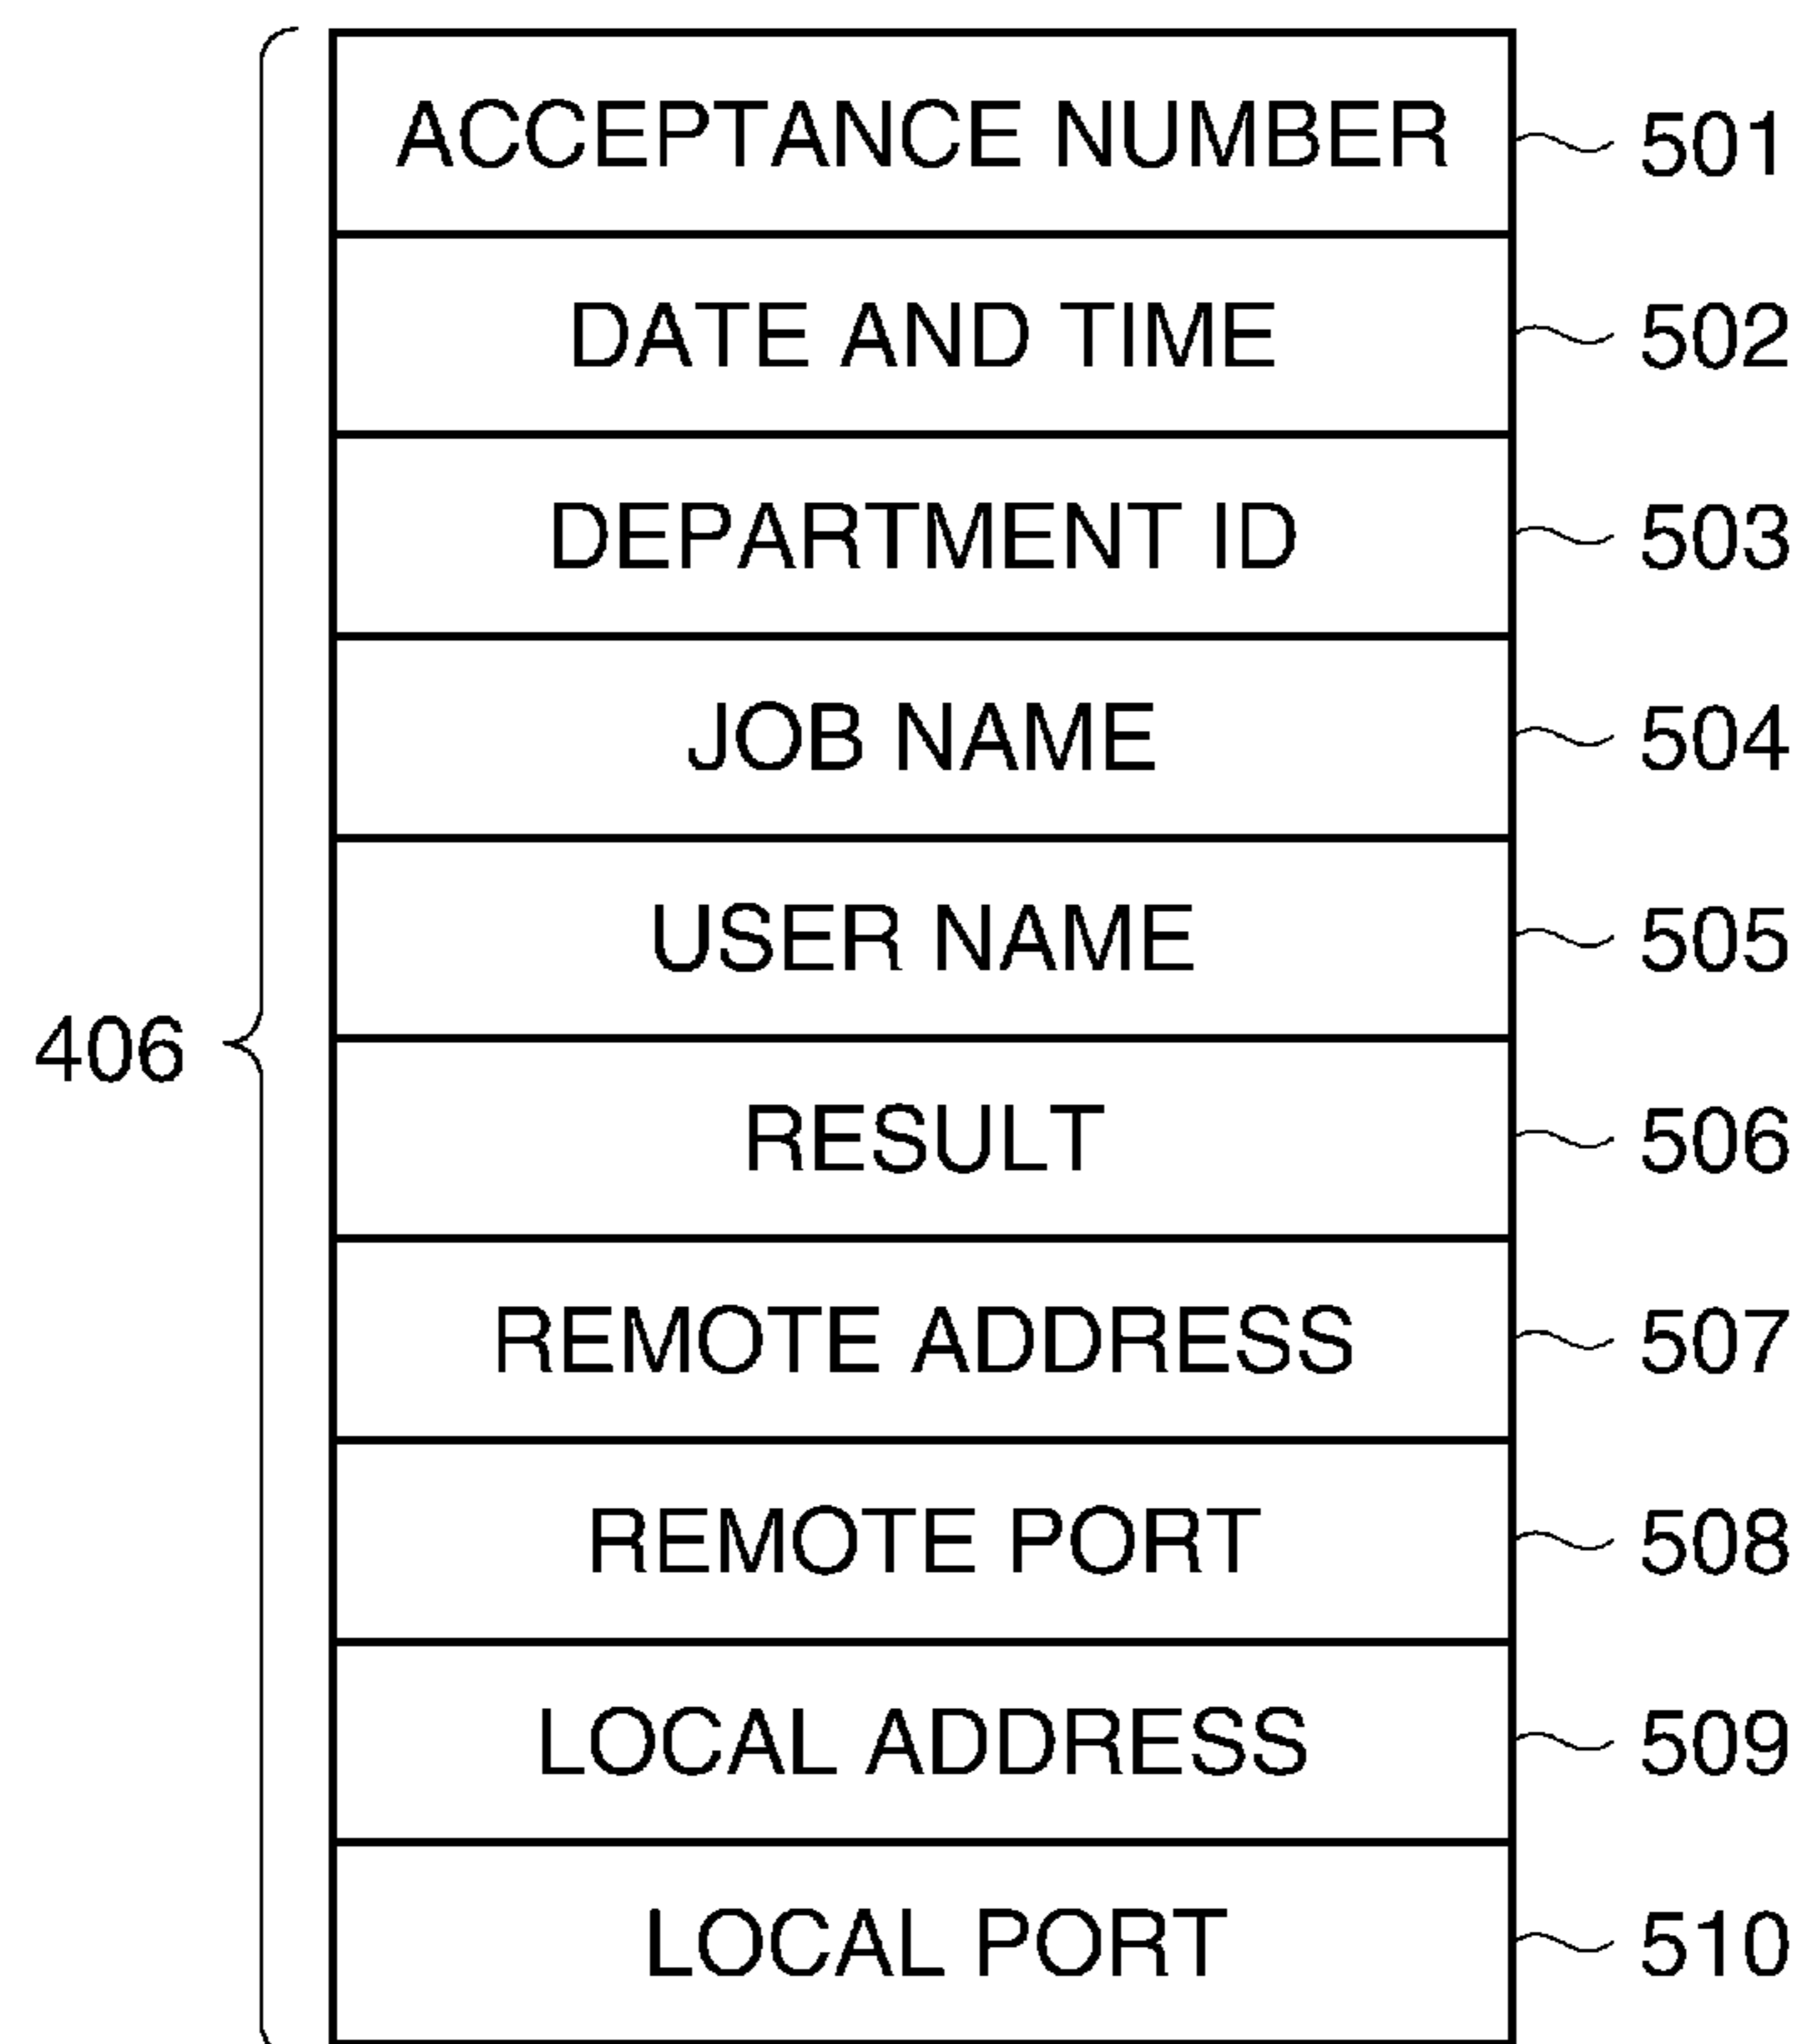 ACCEPTANCE NUMBER 501
DATE AND TIME 502
DEPARTMENT ID 503
JOB NAME 504
USER NAME 505
406
RESULT 506
REMOTE ADDRESS 507
REMOTE PORT 508
LOCAL ADDRESS 509
LOCAL PORT 510